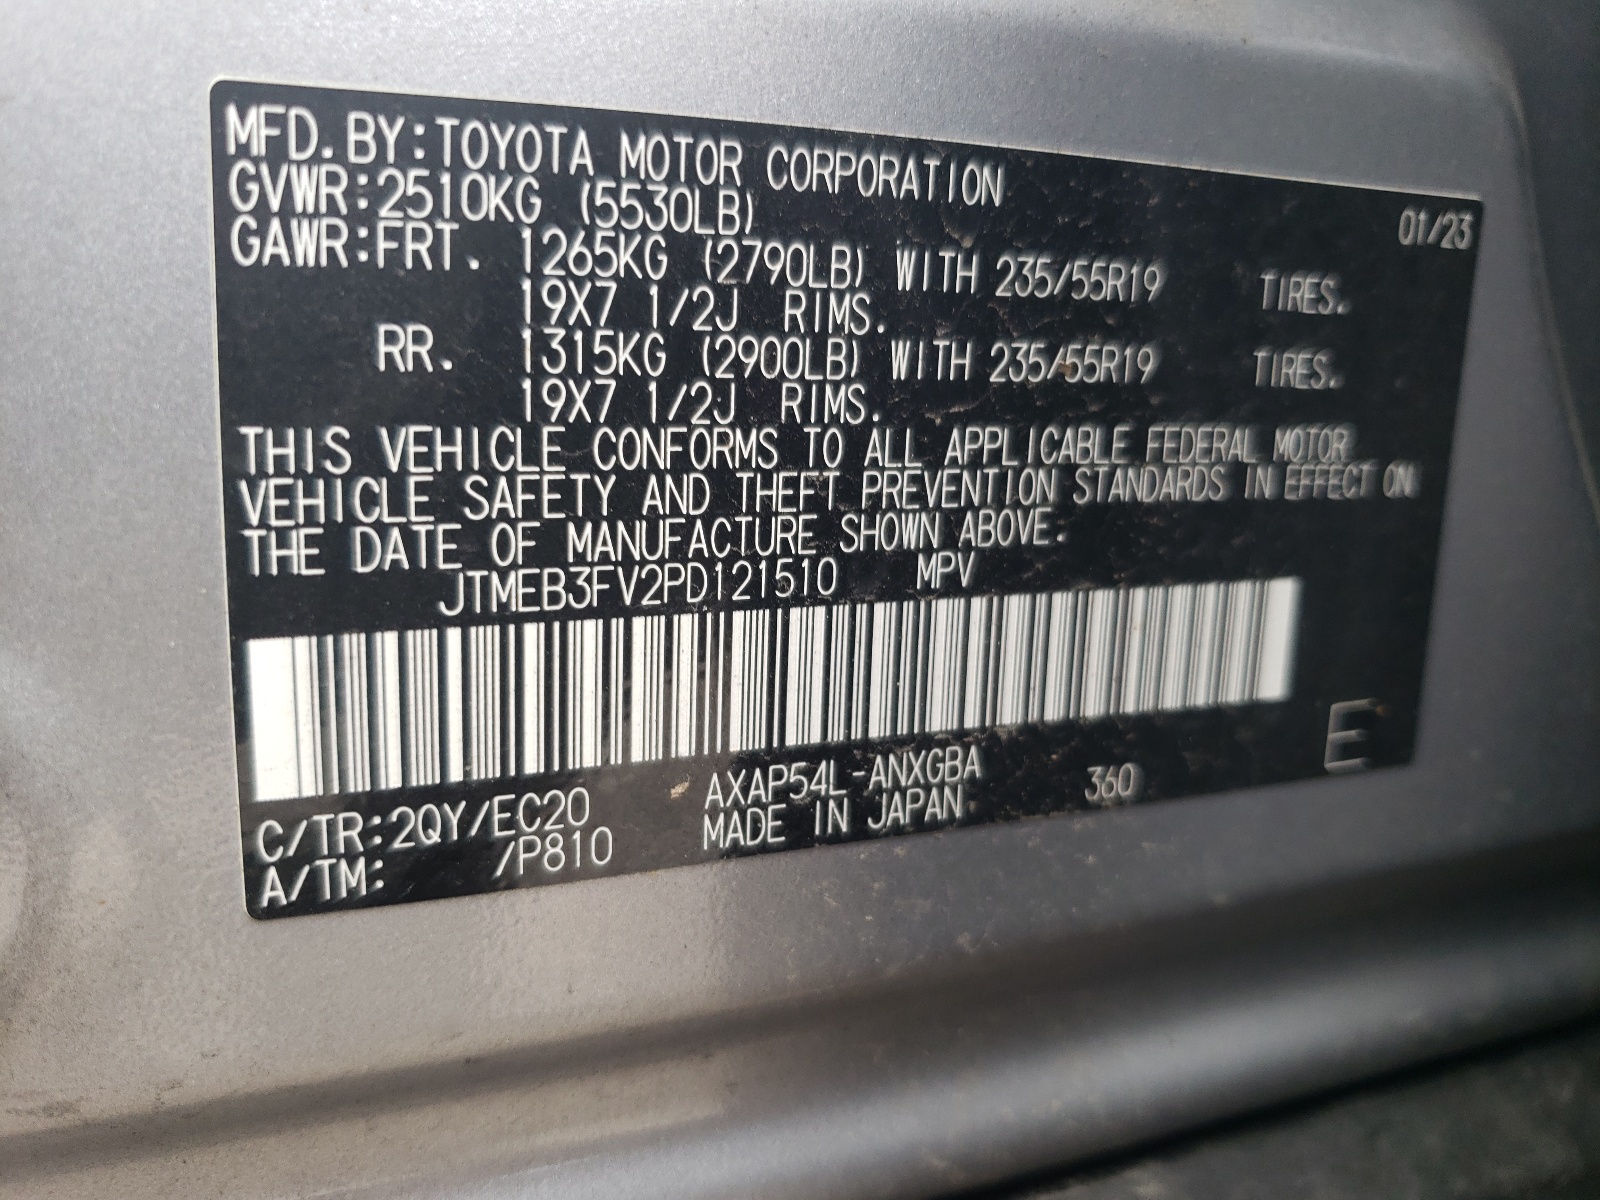 MFD. BY: TOYOTA MOTOR CORPORATION 01/23
GVWR: 2510KG (5530LB)
GAWR: FRT. 1265KG (2790LB) WITH 235/55R19 TIRES.
19X7 1/2J RIMS.
RR. 1315KG (2900LB) WITH 235/55R19 TIRES.
19X7 1/2J RIMS.
THIS VEHICLE CONFORMS TO ALL APPLICABLE FEDERAL MOTOR
VEHICLE SAFETY AND THEFT PREVENTION STANDARDS IN EFFECT ON
THE DATE OF MANUFACTURE SHOWN ABOVE.
JTMEB3FV2PD121510 MPV
E
C/TR: 2QY/EC20 AXAP54L-ANXGBA 360
A/TM: /P810 MADE IN JAPAN